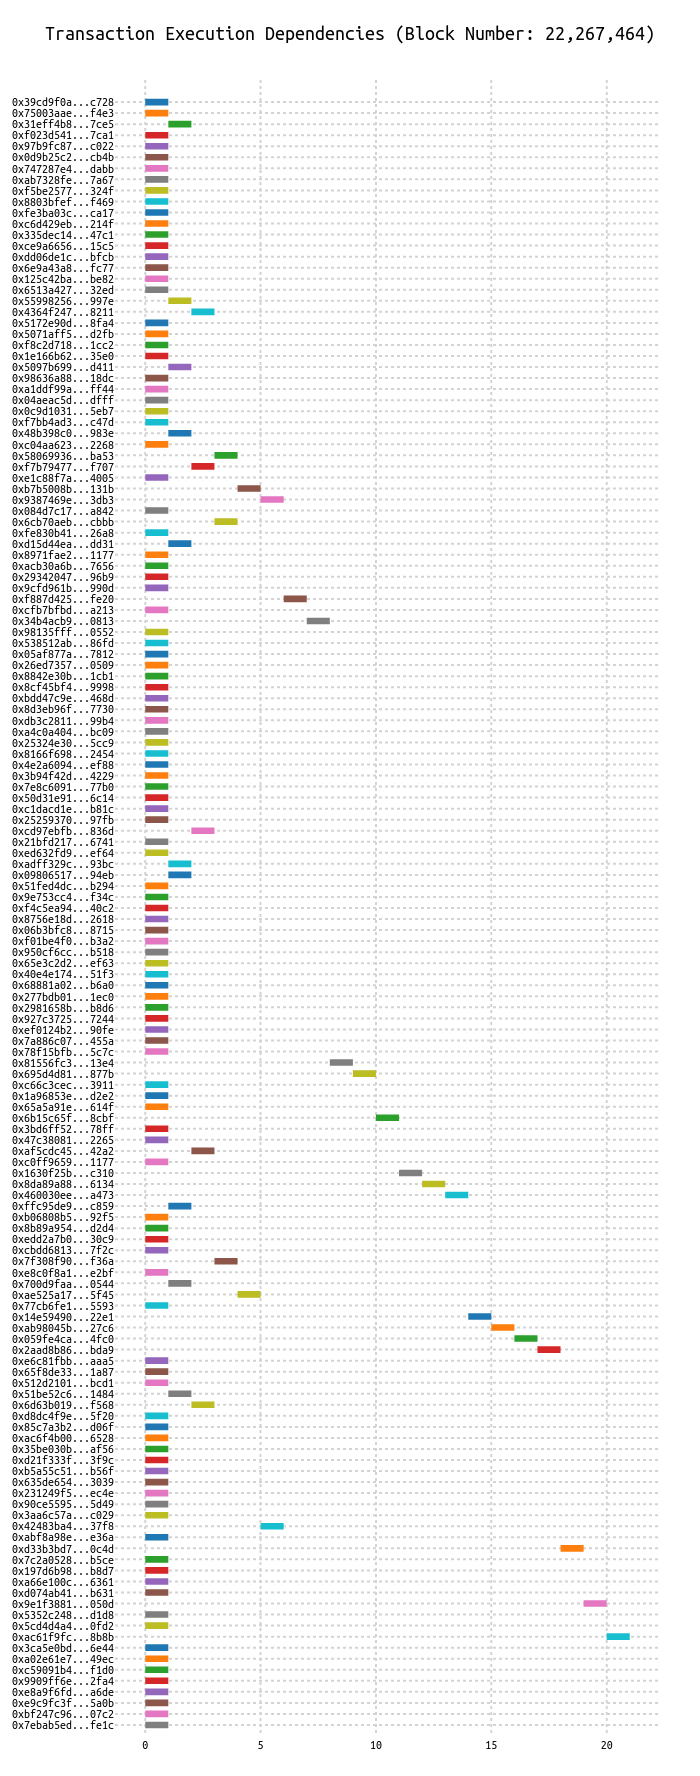 Transaction Execution Dependencies (Block Number: 22,267,464)
0x39cd9f0a...c728
0x75003aae...f4e3
0x31eff4b8...7ce5
0xf023d541...7ca1
0x97b9fc87...c022
0x0d9b25c2...cb4b
0x747287e4...dabb
0xab7328fe...7a67
0xf5be2577...324f
0x8803bfef...f469
0xfe3ba03c...ca17
0xc6d429eb...214f
0x335dec14...47c1
0xce9a6656...15c5
0xdd06de1c...bfcb
0x6e9a43a8...fc77
0x125c42ba...be82
0x6513a427...32ed
0x55998256...997e
0x4364f247...8211
0x5172e90d...8fa4
0x5071aff5...d2fb
0xf8c2d718...1cc2
0x1e166b62...35e0
0x5097b699...d411
0x98636a88...18dc
0xa1ddf99a...ff44
0x04aeac5d...dfff
0x0c9d1031...5eb7
0xf7bb4ad3...c47d
0x48b398c0...983e
0xc04aa623...2268
0x58069936...ba53
0xf7b79477...f707
0xe1c88f7a...4005
0xb7b5008b...131b
0x9387469e...3db3
0x084d7c17...a842
0x6cb70aeb...cbbb
0xfe830b41...26a8
0xd15d44ea...dd31
0x8971fae2...1177
0xacb30a6b...7656
0x29342047...96b9
0x9cfd961b...990d
0xf887d425...fe20
0xcfb7bfbd...a213
0x34b4acb9...0813
0x98135fff...0552
0x538512ab...86fd
0x05af877a...7812
0x26ed7357...0509
0x8842e30b...1cb1
0x8cf45bf4...9998
0xbdd47c9e...468d
0x8d3eb96f...7730
0xdb3c2811...99b4
0xa4c0a404...bc09
0x25324e30...5cc9
0x8166f698...2454
0x4e2a6094...ef88
0x3b94f42d...4229
0x7e8c6091...77b0
0x50d31e91...6c14
0xc1dacd1e...b81c
0x25259370...97fb
0xcd97ebfb...836d
0x21bfd217...6741
0xed632fd9...ef64
0xadff329c...93bc
0x09806517...94eb
0x51fed4dc...b294
0x9e753cc4...f34c
0xf4c5ea94...40c2
0x8756e18d...2618
0x06b3bfc8...8715
0xf01be4f0...b3a2
0x950cf6cc...b518
0x65e3c2d2...ef63
0x40e4e174...51f3
0x68881a02...b6a0
0x277bdb01...1ec0
0x2981658b...b8d6
0x927c3725...7244
0xef0124b2...90fe
0x7a886c07...455a
0x78f15bfb...5c7c
0x81556fc3...13e4
0x695d4d81...877b
0xc66c3cec...3911
0x1a96853e...d2e2
0x65a5a91e...614f
0x6b15c65f...8cbf
0x3bd6ff52...78ff
0x47c38081...2265
0xaf5cdc45...42a2
0xc0ff9659...1177
0x1630f25b...c310
0x8da89a88...6134
0x460030ee...a473
0xffc95de9...c859
0xb06808b5...92f5
0x8b89a954...d2d4
0xedd2a7b0...30c9
0xcbdd6813...7f2c
0x7f308f90...f36a
0xe8c0f8a1...e2bf
0x700d9faa...0544
0xae525a17...5f45
0x77cb6fe1...5593
0x14e59490...22e1
0xab98045b...27c6
0x059fe4ca...4fc0
0x2aad8b86...bda9
0xe6c81fbb...aaa5
0x65f8de33...1a87
0x512d2101...bcd1
0x51be52c6...1484
0x6d63b019...f568
0xd8dc4f9e...5f20
0x85c7a3b2...d06f
0xac6f4b00...6528
0x35be030b...af56
0xd21f333f...3f9c
0xb5a55c51...b56f
0x635de654...3039
0x231249f5...ec4e
0x90ce5595...5d49
0x3aa6c57a...c029
0x42483ba4...37f8
0xabf8a98e...e36a
0xd33b3bd7...0c4d
0x7c2a0528...b5ce
0x197d6b98...b8d7
0xa66e100c...6361
0xd074ab41...b631
0x9e1f3881...050d
0x5352c248...d1d8
0x5cd4d4a4...0fd2
0xac61f9fc...8b8b
0x3ca5e0bd...6e44
0xa02e61e7...49ec
0xc59091b4...f1d0
0x9909ff6e...2fa4
0xe8a9f6fd...a6de
0xe9c9fc3f...5a0b
0xbf247c96...07c2
0x7ebab5ed...fe1c
0 5 10 15 20